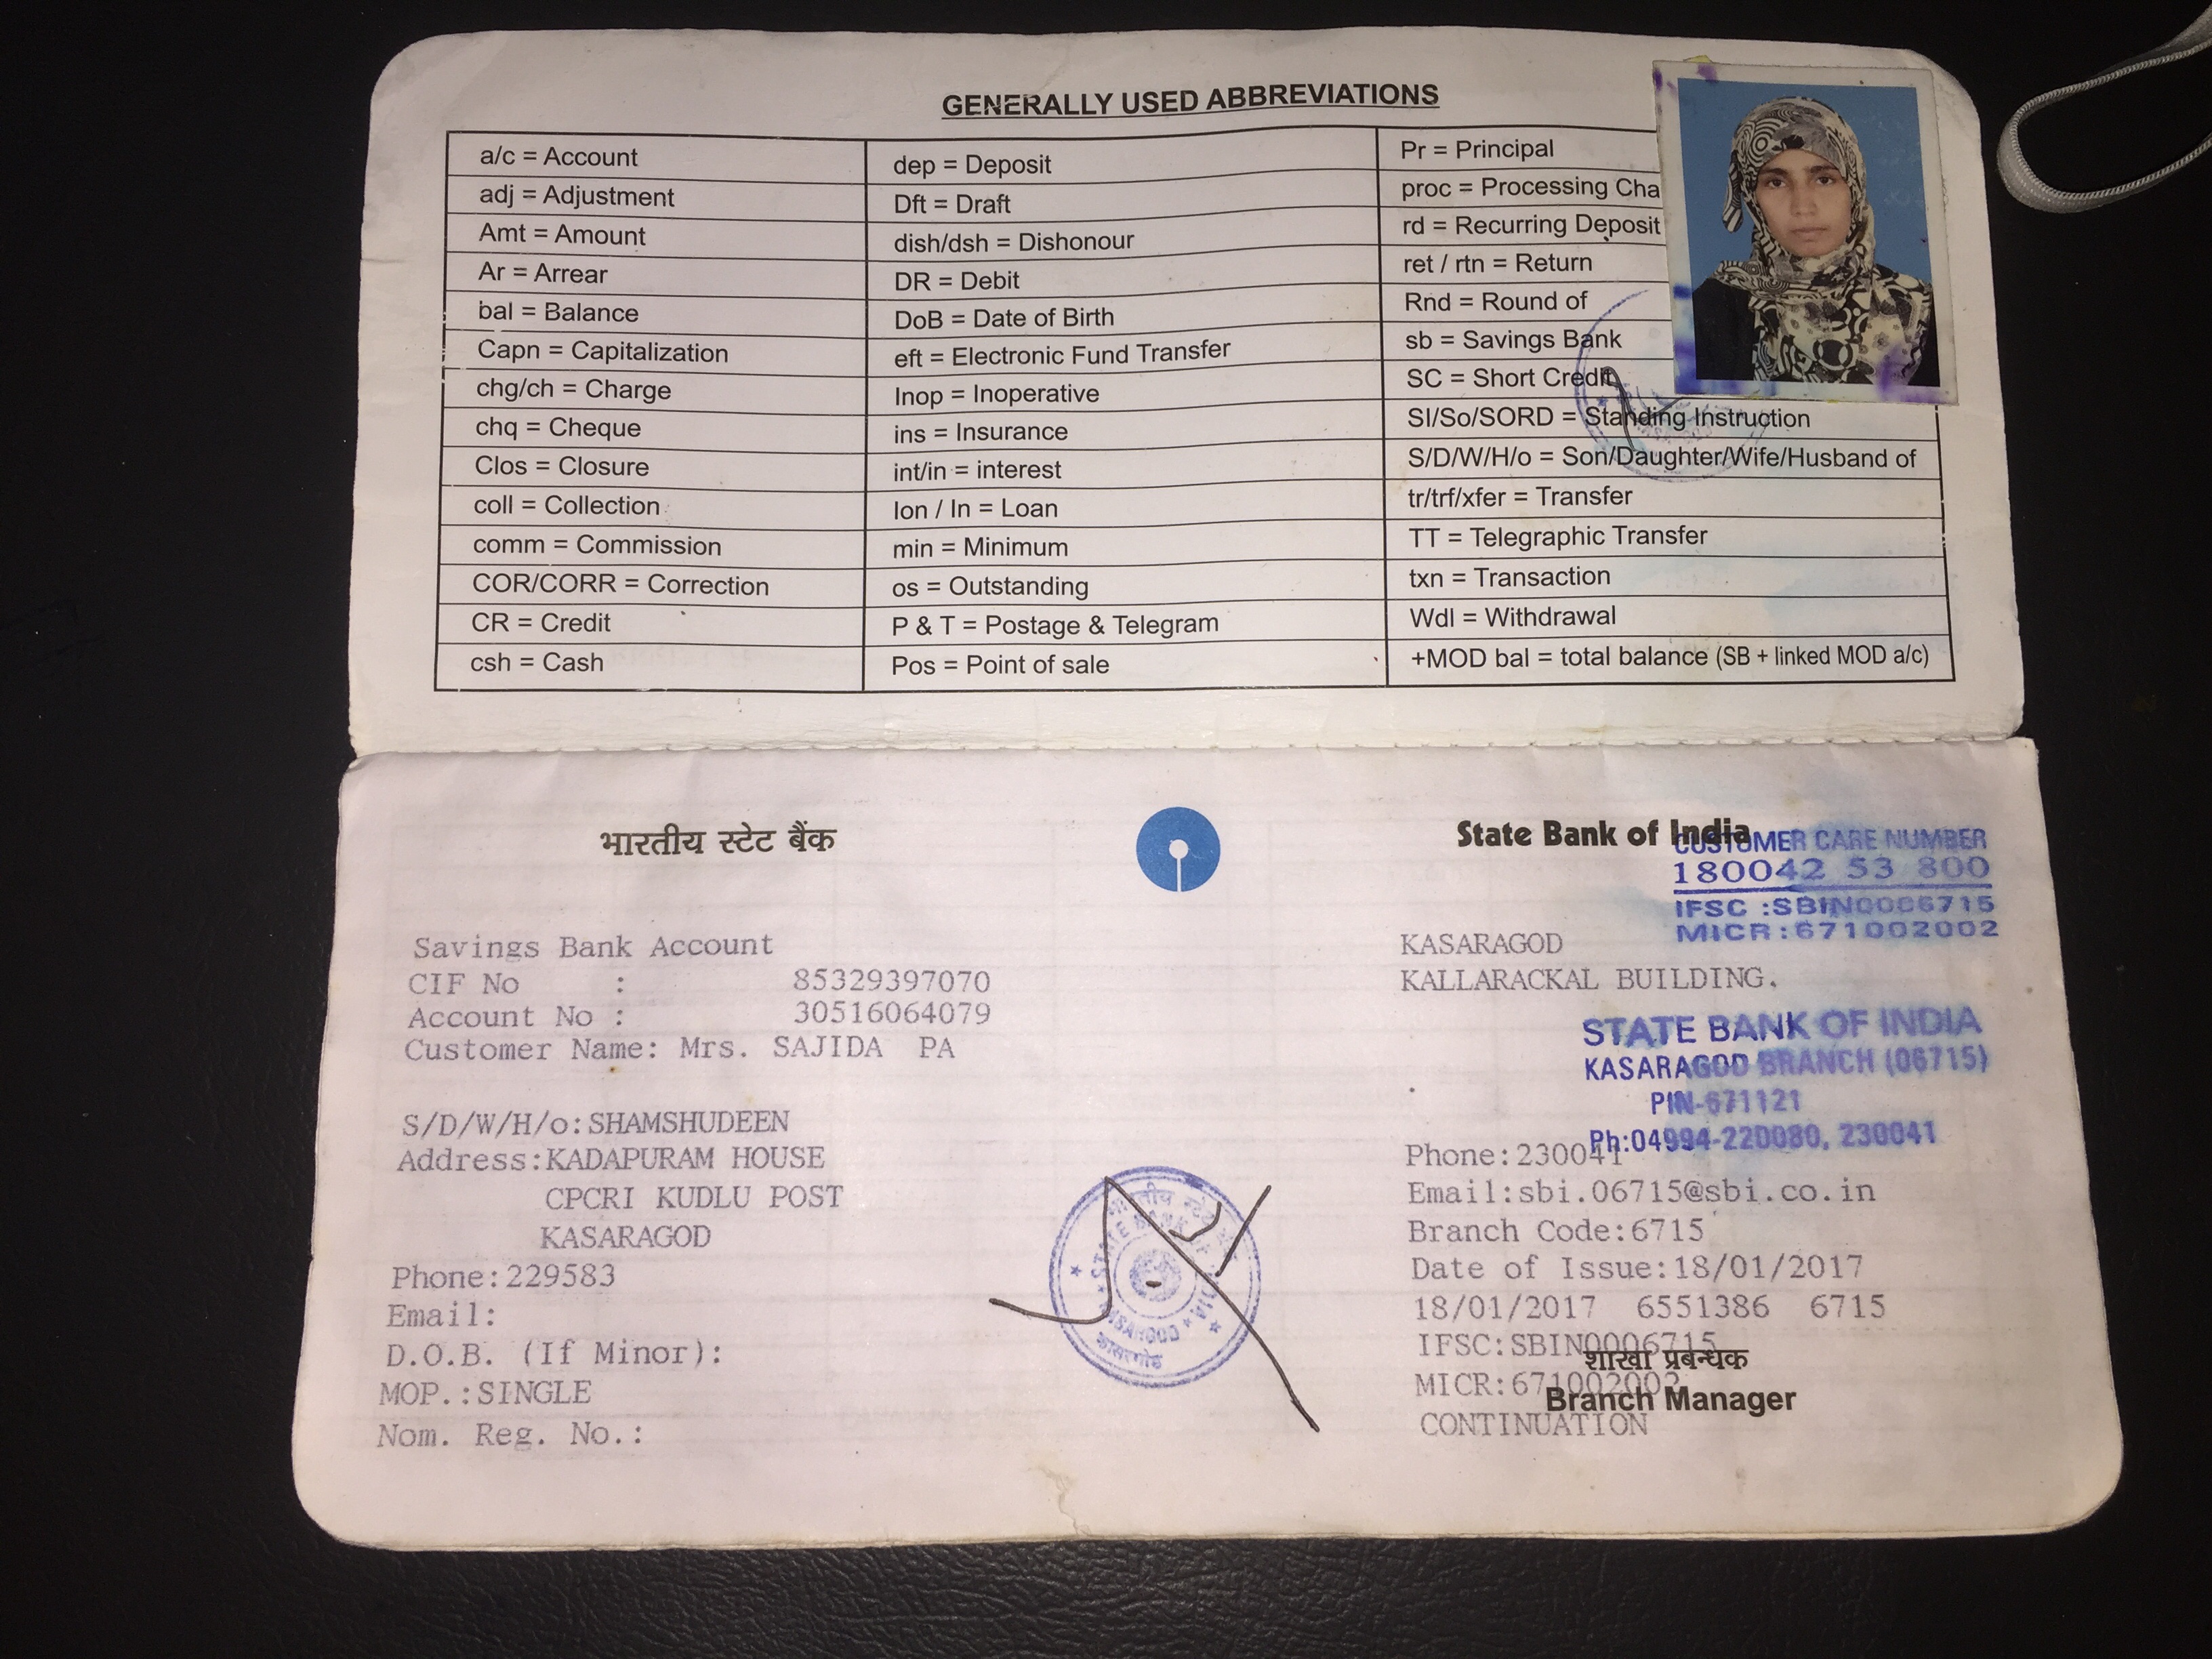 GENERALLY USED ABBREVIATIONS
a/c = Account
dep = Deposit
Pr = Principal
adj = Adjustment
Dft = Draft
proc = Processing Cha
Amt = Amount
dish/dsh = Dishonour
rd = Recurring Deposit
Ar = Arrear
DR = Debit
ret / rtn = Return
bal = Balance
DoB = Date of Birth
Rnd = Round of
Capn = Capitalization
eft = Electronic Fund Transfer
sb = Savings Bank
chg/ch = Charge
Inop = Inoperative
SC = Short Credit
chq = Cheque
ins = Insurance
SI/So/SORD = Standing Instruction
Clos = Closure
int/in = interest
S/D/W/H/o = Son/Daughter/Wife/Husband of
coll = Collection
lon / ln = Loan
tr/trf/xfer = Transfer
comm = Commission
min = Minimum
TT = Telegraphic Transfer
COR/CORR = Correction
os = Outstanding
txn = Transaction
CR = Credit
P & T = Postage & Telegram
Wdl = Withdrawal
csh = Cash
Pos = Point of sale
+MOD bal = total balance (SB + linked MOD a/c)
भारतीय स्टेट बैंक
State Bank of India
CUSTOMER CARE NUMBER
180042 53 800
IFSC :SBIN0006715
MICR:671002002
Savings Bank Account
CIF No : 85329397070
Account No : 30516064079
Customer Name: Mrs. SAJIDA PA
S/D/W/H/o:SHAMSHUDEEN
Address:KADAPURAM HOUSE
CPCRI KUDLU POST
KASARAGOD
Phone:229583
Email:
D.O.B. (If Minor):
MOP.:SINGLE
Nom. Reg. No.:
KASARAGOD
KALLARACKAL BUILDING.
STATE BANK OF INDIA
KASARAGOD BRANCH (06715)
PIN-671121
Ph:04994-220080, 230041
Phone:230041
Email:sbi.06715@sbi.co.in
Branch Code:6715
Date of Issue:18/01/2017
18/01/2017 6551386 6715
IFSC:SBIN0006715
शाखा प्रबन्धक
MICR:671002002
Branch Manager
CONTINUATION